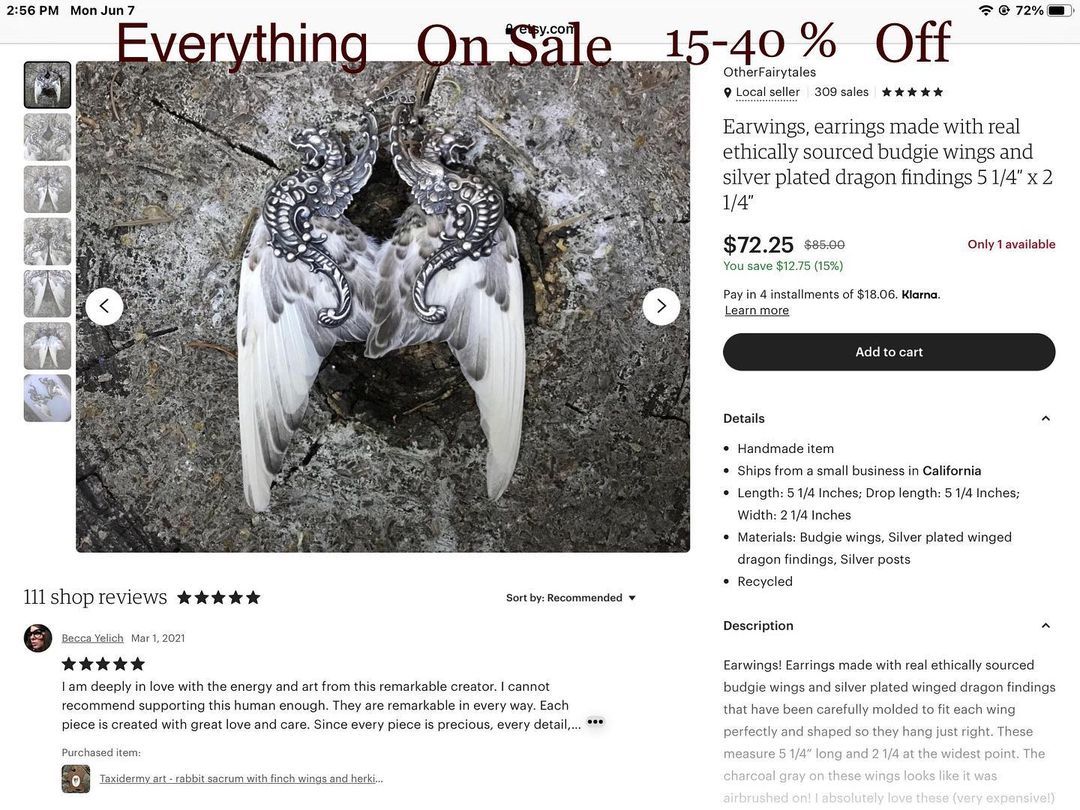 2:56 PM Mon Jun 7
72%
etsy.com
Everything On Sale 15-40 % Off
OtherFairytales
Local seller 309 sales ★★★★★
Earwings, earrings made with real
ethically sourced budgie wings and
silver plated dragon findings 5 1/4” x 2
1/4”
$72.25 $85.00 Only 1 available
You save $12.75 (15%)
Pay in 4 installments of $18.06. Klarna.
Learn more
Add to cart
Details
• Handmade item
• Ships from a small business in California
• Length: 5 1/4 Inches; Drop length: 5 1/4 Inches;
Width: 2 1/4 Inches
• Materials: Budgie wings, Silver plated winged
dragon findings, Silver posts
• Recycled
Description
Earwings! Earrings made with real ethically sourced
budgie wings and silver plated winged dragon findings
that have been carefully molded to fit each wing
perfectly and shaped so they hang just right. These
measure 5 1/4” long and 2 1/4 at the widest point. The
charcoal gray on these wings looks like it was
airbrushed on! I absolutely love these (very expensive!)
111 shop reviews ★★★★★
Sort by: Recommended
Becca Yelich Mar 1, 2021
★★★★★
I am deeply in love with the energy and art from this remarkable creator. I cannot
recommend supporting this human enough. They are remarkable in every way. Each
piece is created with great love and care. Since every piece is precious, every detail,... •••
Purchased item:
Taxidermy art - rabbit sacrum with finch wings and herki...